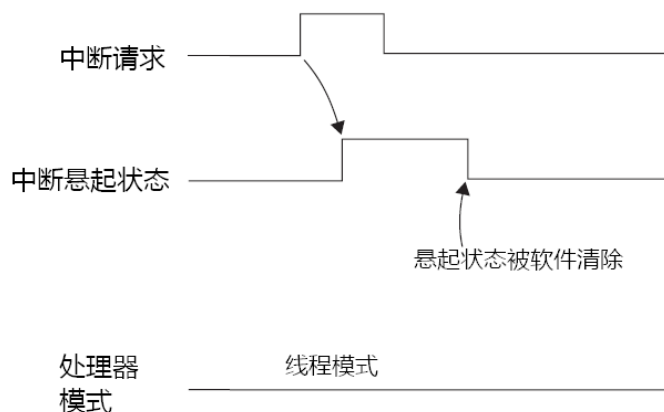 中断请求
中断悬起状态
悬起状态被软件清除
处理器
模式
线程模式